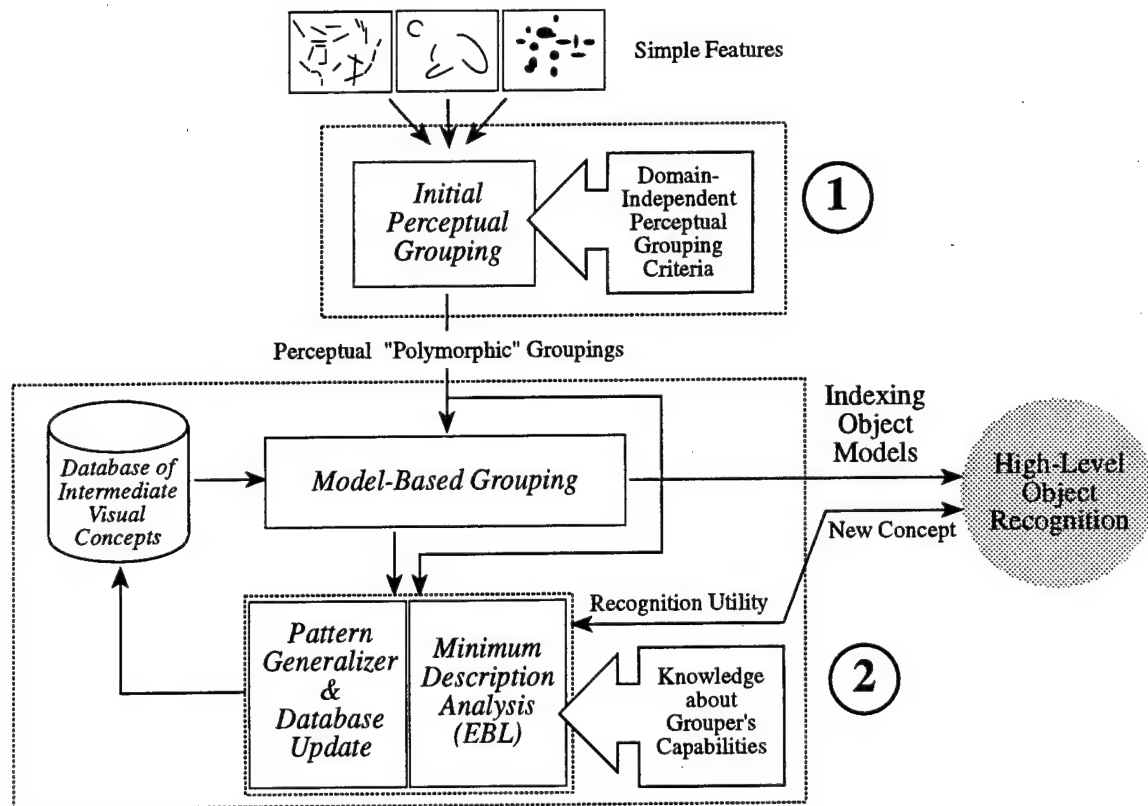 Simple Features
Initial
Perceptual
Grouping
Domain-
Independent
Perceptual
Grouping
Criteria
1
Perceptual "Polymorphic" Groupings
Database of
Intermediate
Visual
Concepts
Model-Based Grouping
Indexing
Object
Models
High-Level
Object
Recognition
New Concept
Recognition Utility
Pattern
Generalizer
&
Database
Update
Minimum
Description
Analysis
(EBL)
Knowledge
about
Grouper's
Capabilities
2